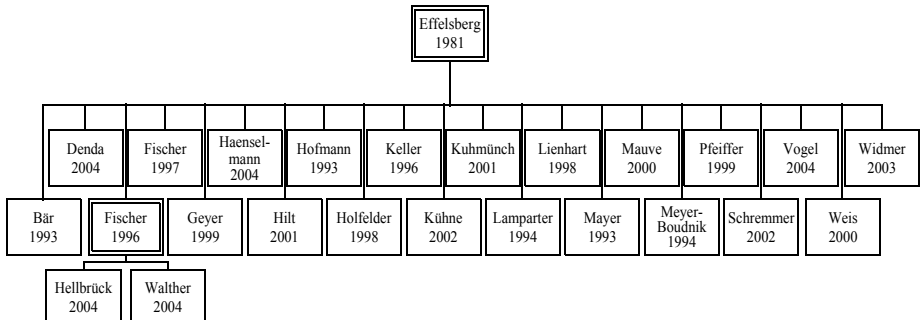 Effelsberg
1981
Denda
2004
Fischer
1997
Haensel-
mann
2004
Hofmann
1993
Keller
1996
Kuhmünch
2001
Lienhart
1998
Mauve
2000
Pfeiffer
1999
Vogel
2004
Widmer
2003
Bär
1993
Fischer
1996
Geyer
1999
Hilt
2001
Holfelder
1998
Kühne
2002
Lamparter
1994
Mayer
1993
Meyer-
Boudnik
1994
Schremmer
2002
Weis
2000
Hellbrück
2004
Walther
2004